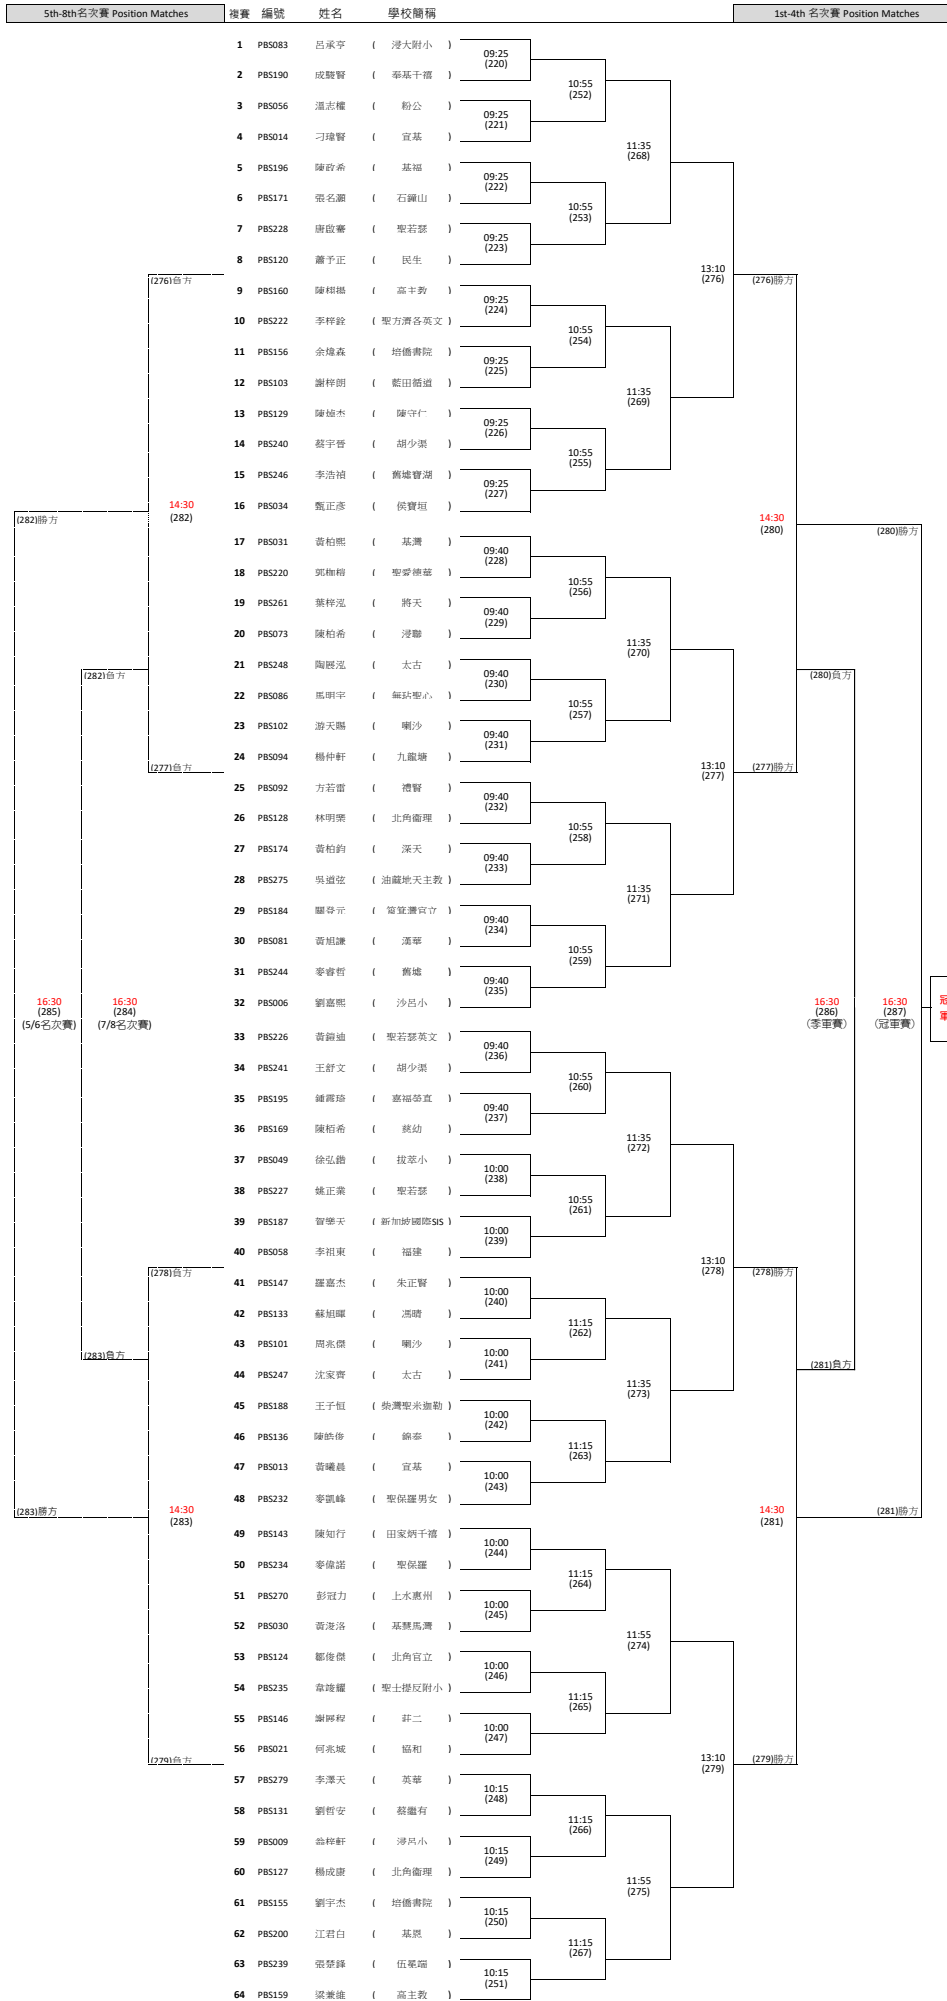 5th-8th名次賽 Position Matches 複賽 編號 姓名 學校簡稱 1st-4th 名次賽 Position Matches
1 PBS083 呂承亨 ( 浸大附小 )
09:25
(220)
2 PBS190 成駿賢 ( 奉基千禧 )
10:55
(252)
3 PBS056 溫志權 ( 粉公 )
09:25
(221)
4 PBS014 刁瑋賢 ( 宣基 )
11:35
(268)
5 PBS196 陳政希 ( 基福 )
09:25
(222)
6 PBS171 張名灝 ( 石鐘山 )
10:55
(253)
7 PBS228 唐啟騫 ( 聖若瑟 )
09:25
(223)
8 PBS120 蕭予正 ( 民生 )
13:10
(276)
(276)負方 (276)勝方
9 PBS160 陳栩揚 ( 高主教 )
09:25
(224)
10 PBS222 李梓銓 ( 聖方濟各英文 )
10:55
(254)
11 PBS156 余煒森 ( 培僑書院 )
09:25
(225)
12 PBS103 謝梓朗 ( 藍田循道 )
11:35
(269)
13 PBS129 陳焯杰 ( 陳守仁 )
09:25
(226)
14 PBS240 蔡宇晉 ( 胡少渠 )
10:55
(255)
15 PBS246 李浩禎 ( 舊墟寶湖 )
09:25
(227)
16 PBS034 甄正彥 ( 侯寶垣 )
14:30
(282)
(282)勝方
14:30
(280)
(280)勝方
17 PBS031 黃柏熙 ( 基灣 )
09:40
(228)
18 PBS220 郭枷榿 ( 聖愛德華 )
10:55
(256)
19 PBS261 葉梓泓 ( 將天 )
09:40
(229)
20 PBS073 陳柏希 ( 浸聯 )
11:35
(270)
21 PBS248 陶展泓 ( 太古 )
09:40
(230)
(282)負方 (280)負方
22 PBS086 馬明宇 ( 無玷聖心 )
10:55
(257)
23 PBS102 游天賜 ( 喇沙 )
09:40
(231)
24 PBS094 楊仲軒 ( 九龍塘 )
13:10
(277)
(277)負方 (277)勝方
25 PBS092 方若雷 ( 禮賢 )
09:40
(232)
26 PBS128 林明樂 ( 北角衞理 )
10:55
(258)
27 PBS174 黃柏鈞 ( 深天 )
09:40
(233)
28 PBS275 吳道弦 ( 油蔴地天主教 )
11:35
(271)
29 PBS184 關登元 ( 筲箕灣官立 )
09:40
(234)
30 PBS081 黃旭謙 ( 漢華 )
10:55
(259)
31 PBS244 麥睿哲 ( 舊墟 )
09:40
(235)
32 PBS006 劉嘉熙 ( 沙呂小 )
16:30
(285)
(5/6名次賽)
16:30
(284)
(7/8名次賽)
16:30
(286)
(季軍賽)
16:30
(287)
(冠軍賽)
冠
軍
33 PBS226 黃鎧迪 ( 聖若瑟英文 )
09:40
(236)
34 PBS241 王舒文 ( 胡少渠 )
10:55
(260)
35 PBS195 鍾霳琦 ( 嘉福榮真 )
09:40
(237)
36 PBS169 陳栢希 ( 慈幼 )
11:35
(272)
37 PBS049 徐弘鍇 ( 拔萃小 )
10:00
(238)
38 PBS227 姚正業 ( 聖若瑟 )
10:55
(261)
39 PBS187 賀樂天 ( 新加坡國際SIS )
10:00
(239)
40 PBS058 李祖東 ( 福建 )
13:10
(278)
(278)負方 (278)勝方
41 PBS147 羅嘉杰 ( 朱正賢 )
10:00
(240)
42 PBS133 蘇旭暉 ( 馮晴 )
11:15
(262)
43 PBS101 周兆傑 ( 喇沙 )
10:00
(241)
(283)負方 (281)負方
44 PBS247 沈家齊 ( 太古 )
11:35
(273)
45 PBS188 王子恒 ( 柴灣聖米迦勒 )
10:00
(242)
46 PBS136 陳皓俊 ( 錦泰 )
11:15
(263)
47 PBS013 黃曦晨 ( 宣基 )
10:00
(243)
48 PBS232 麥凱峰 ( 聖保羅男女 )
(283)勝方
14:30
(283)
14:30
(281)
(281)勝方
49 PBS143 陳知行 ( 田家炳千禧 )
10:00
(244)
50 PBS234 麥偉諾 ( 聖保羅 )
11:15
(264)
51 PBS270 彭冠力 ( 上水惠州 )
10:00
(245)
52 PBS030 黃浚洛 ( 基慧馬灣 )
11:55
(274)
53 PBS124 鄒俊傑 ( 北角官立 )
10:00
(246)
54 PBS235 韋竣耀 ( 聖士提反附小 )
11:15
(265)
55 PBS146 謝展程 ( 莊二 )
10:00
(247)
56 PBS021 何兆城 ( 協和 )
13:10
(279)
(279)負方 (279)勝方
57 PBS279 李澤天 ( 英華 )
10:15
(248)
58 PBS131 劉哲安 ( 蔡繼有 )
11:15
(266)
59 PBS009 翁梓軒 ( 浸呂小 )
10:15
(249)
60 PBS127 楊成康 ( 北角衞理 )
11:55
(275)
61 PBS155 劉宇杰 ( 培僑書院 )
10:15
(250)
62 PBS200 江君白 ( 基恩 )
11:15
(267)
63 PBS239 張楚鋒 ( 伍冕端 )
10:15
(251)
64 PBS159 梁兼維 ( 高主教 )